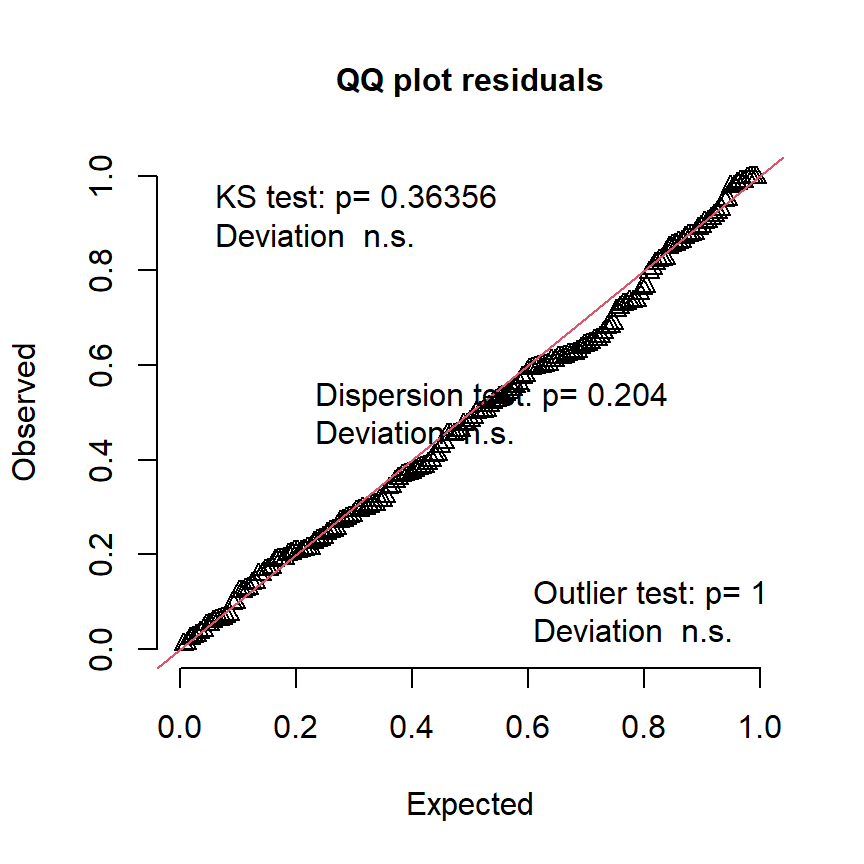 QQ plot residuals
KS test: p= 0.36356
Deviation  n.s.
Dispersion test: p= 0.204
Deviation  n.s.
Outlier test: p= 1
Deviation  n.s.
Observed
0.0 0.2 0.4 0.6 0.8 1.0
0.0 0.2 0.4 0.6 0.8 1.0
Expected